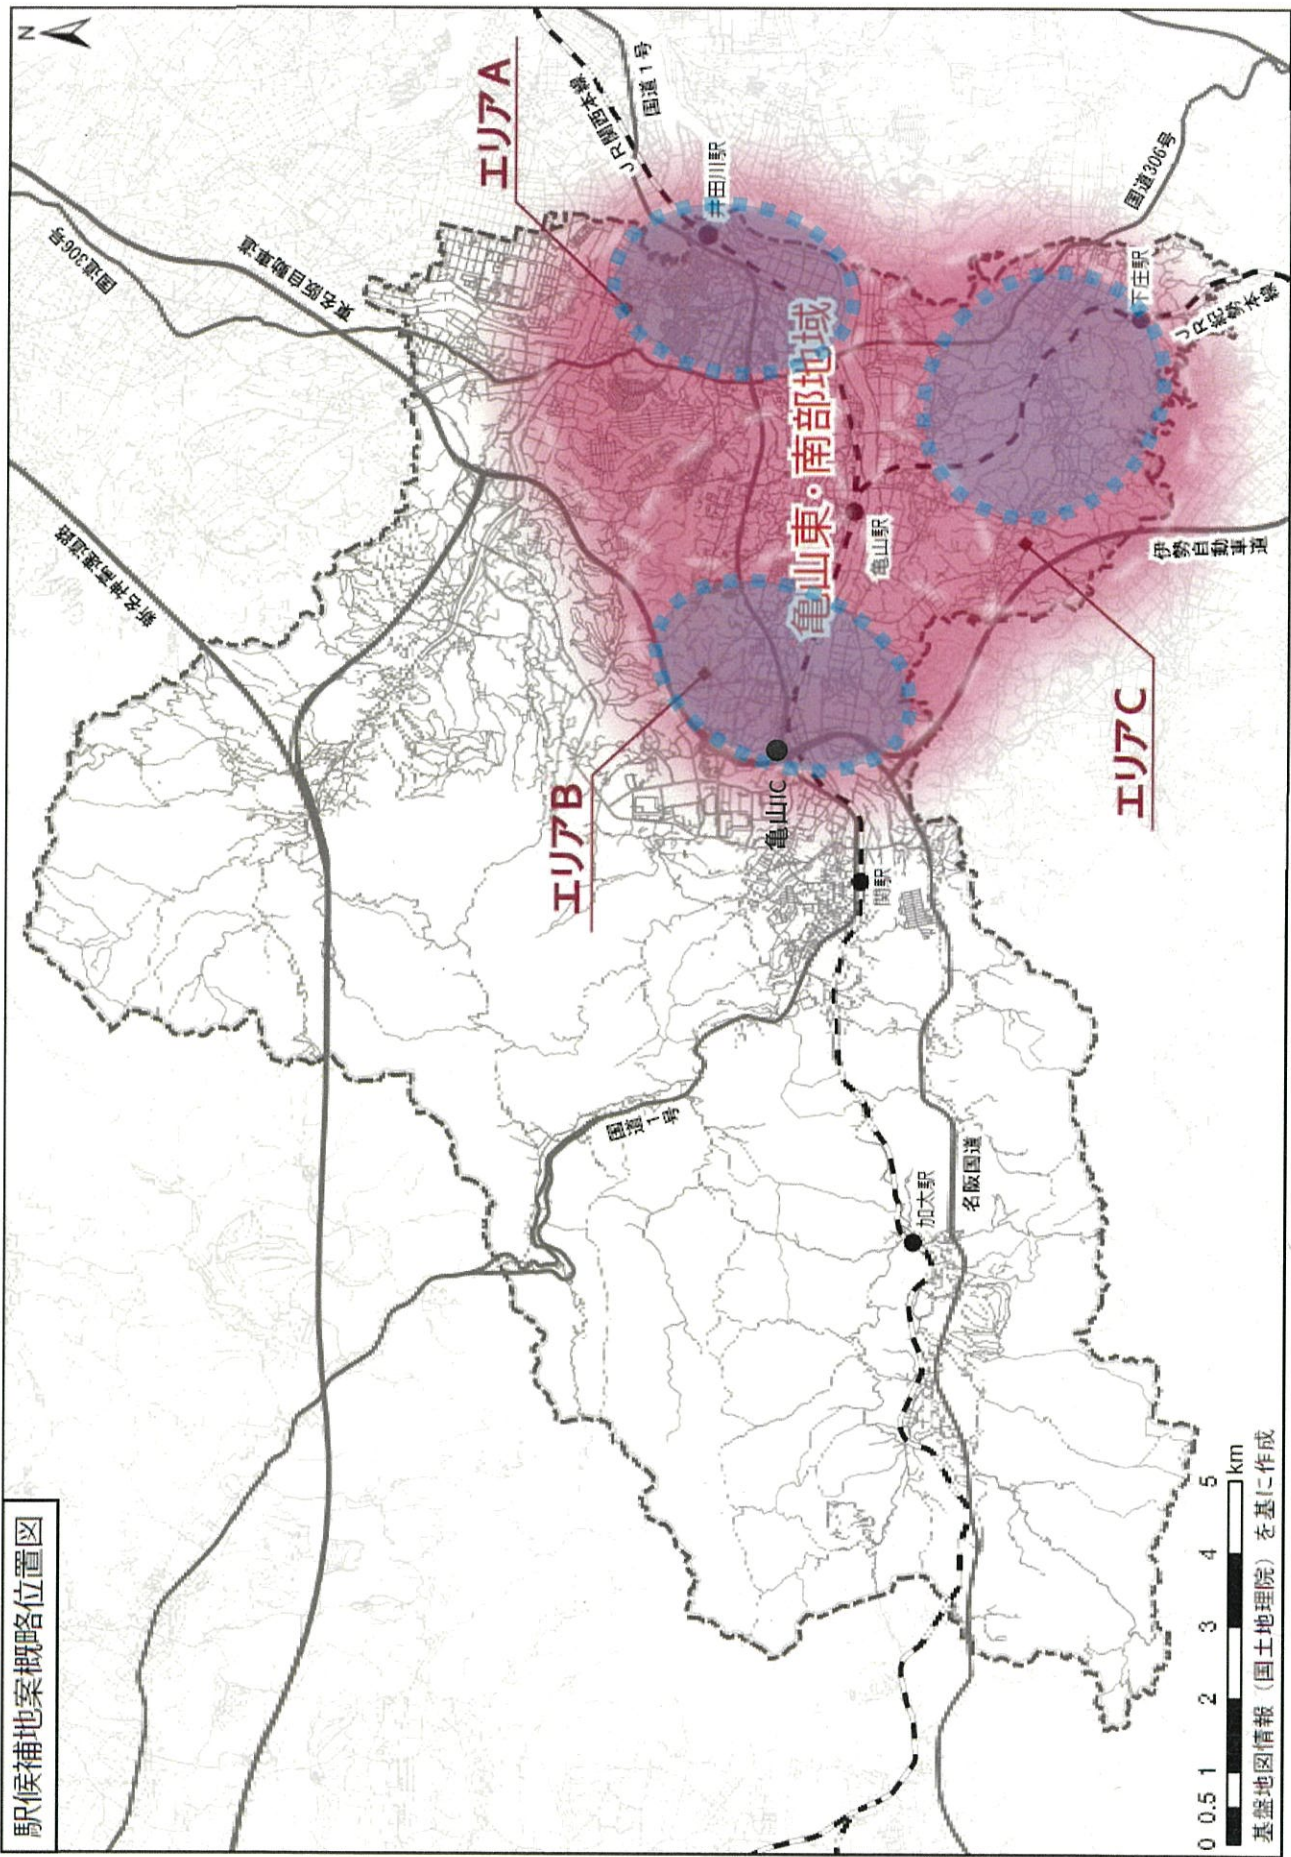 駅候補地案概略位置図
N
国道306号
東名阪自動車道
新名神高速道路
エリアA
JR関西本線
国道1号
井田川駅
亀山東・南部地域
エリアB
亀山IC
亀山駅
関駅
国道306号
下庄駅
JR紀勢本線
伊勢自動車道
エリアC
国道1号
加太駅
名阪国道
0 0.5 1 2 3 4 5
km
基盤地図情報（国土地理院）を基に作成